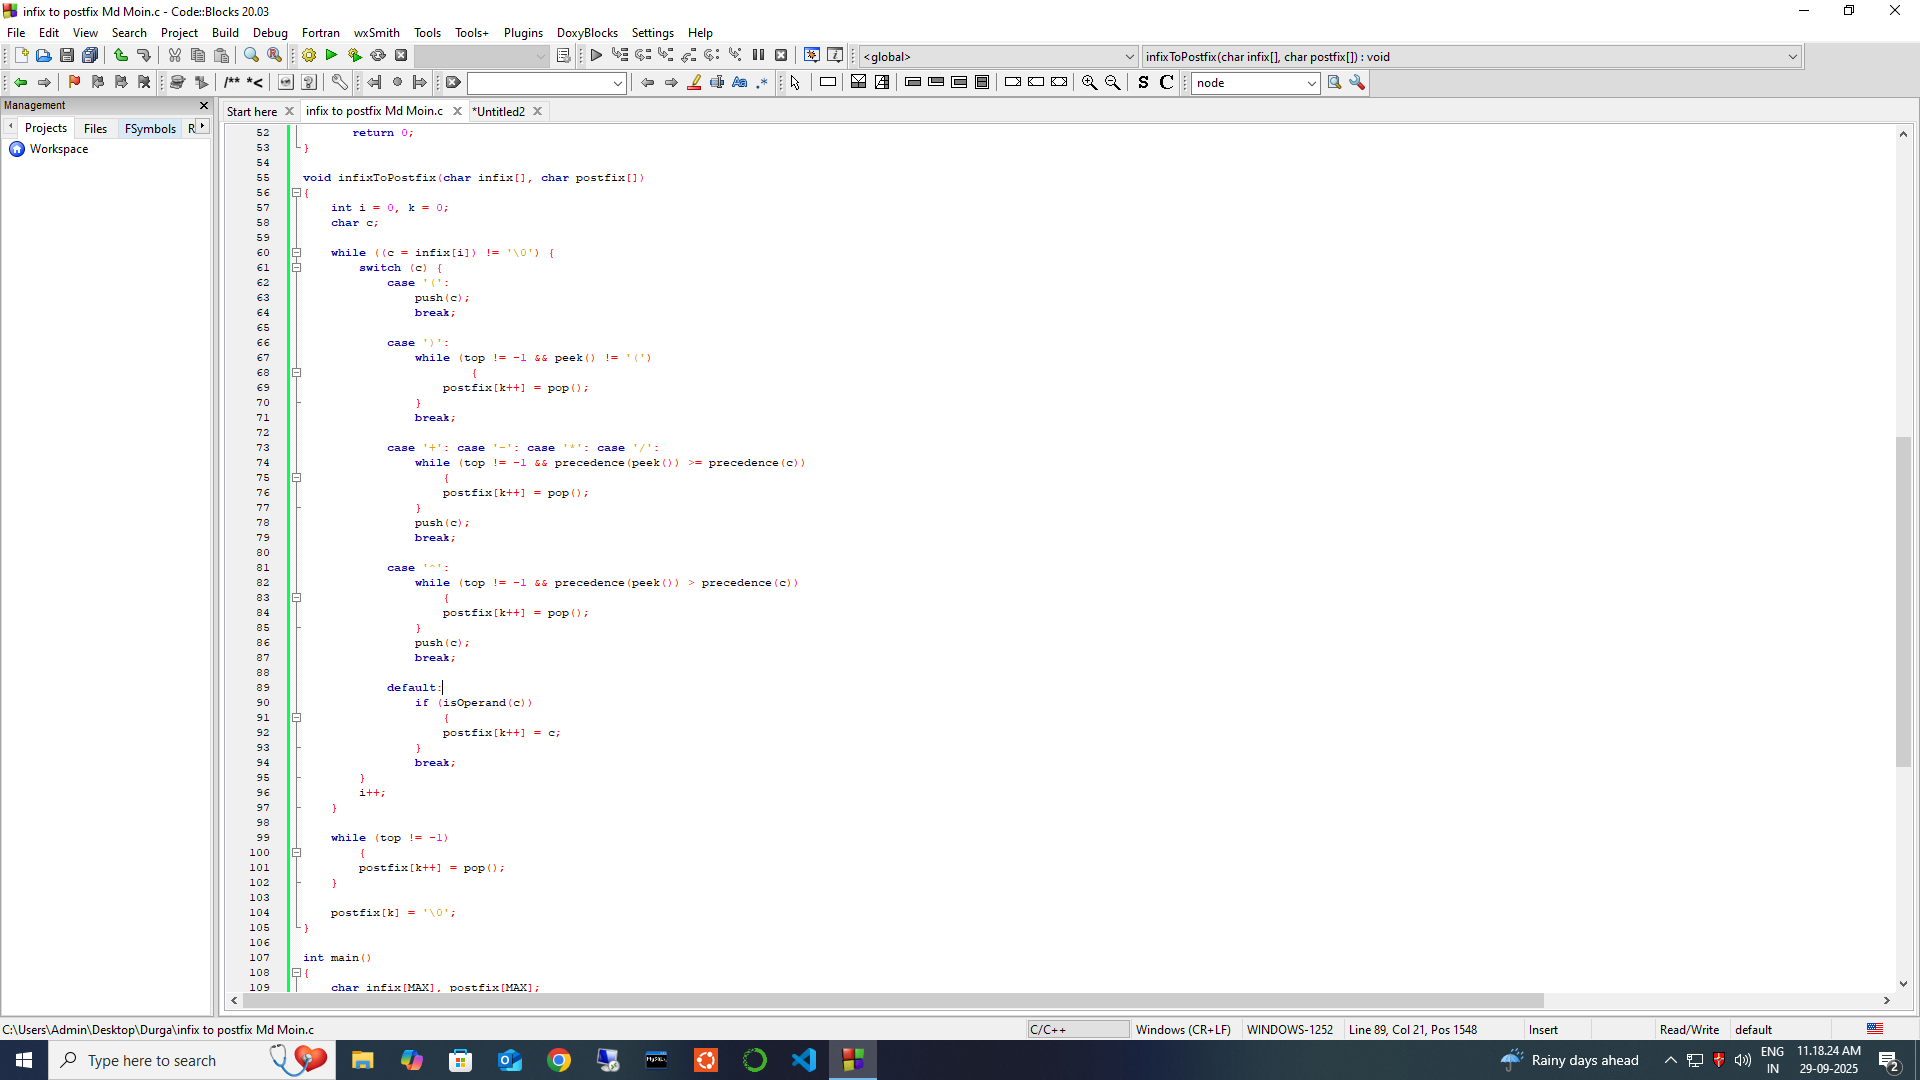 infix to postfix Md Moin.c - Code::Blocks 20.03
File Edit View Search Project Build Debug Fortran wxSmith Tools Tools+ Plugins DoxyBlocks Settings Help
<global> infixToPostfix(char infix[], char postfix[]) : void
/** *< Aa .* S C node
Management
Projects Files FSymbols R
Workspace
Start here infix to postfix Md Moin.c *Untitled2
52 return 0;
53 }
54
55 void infixToPostfix(char infix[], char postfix[])
56 {
57 int i = 0, k = 0;
58 char c;
59
60 while ((c = infix[i]) != '\0') {
61 switch (c) {
62 case '(':
63 push(c);
64 break;
65
66 case ')':
67 while (top != -1 && peek() != '(')
68 {
69 postfix[k++] = pop();
70 }
71 break;
72
73 case '+': case '-': case '*': case '/':
74 while (top != -1 && precedence(peek()) >= precedence(c))
75 {
76 postfix[k++] = pop();
77 }
78 push(c);
79 break;
80
81 case '^':
82 while (top != -1 && precedence(peek()) > precedence(c))
83 {
84 postfix[k++] = pop();
85 }
86 push(c);
87 break;
88
89 default:
90 if (isOperand(c))
91 {
92 postfix[k++] = c;
93 }
94 break;
95 }
96 i++;
97 }
98
99 while (top != -1)
100 {
101 postfix[k++] = pop();
102 }
103
104 postfix[k] = '\0';
105 }
106
107 int main()
108 {
109 char infix[MAX], postfix[MAX];
C:\Users\Admin\Desktop\Durga\infix to postfix Md Moin.c C/C++ Windows (CR+LF) WINDOWS-1252 Line 89, Col 21, Pos 1548 Insert Read/Write default
Type here to search Rainy days ahead ENG IN 11.18.24 AM 29-09-2025 2